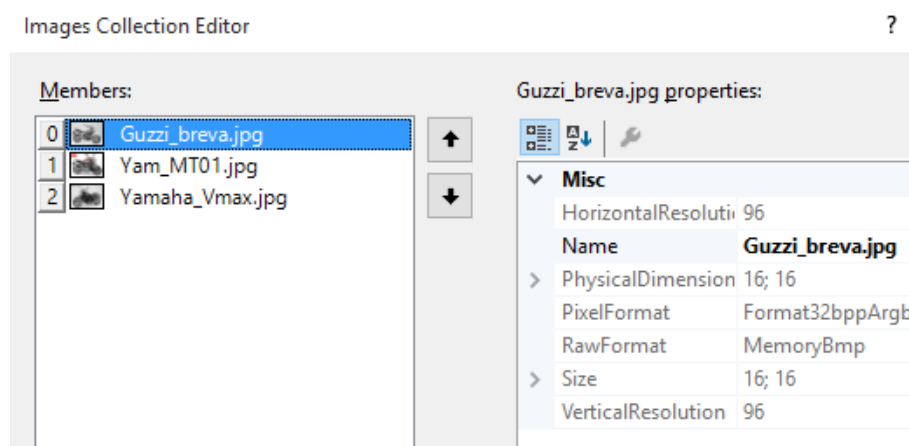 Images Collection Editor
?
Members:
Guzzi_breva.jpg properties:
0 Guzzi_breva.jpg
1 Yam_MT01.jpg
2 Yamaha_Vmax.jpg
Misc
HorizontalResoluti 96
Name Guzzi_breva.jpg
PhysicalDimension 16; 16
PixelFormat Format32bppArgb
RawFormat MemoryBmp
Size 16; 16
VerticalResolution 96